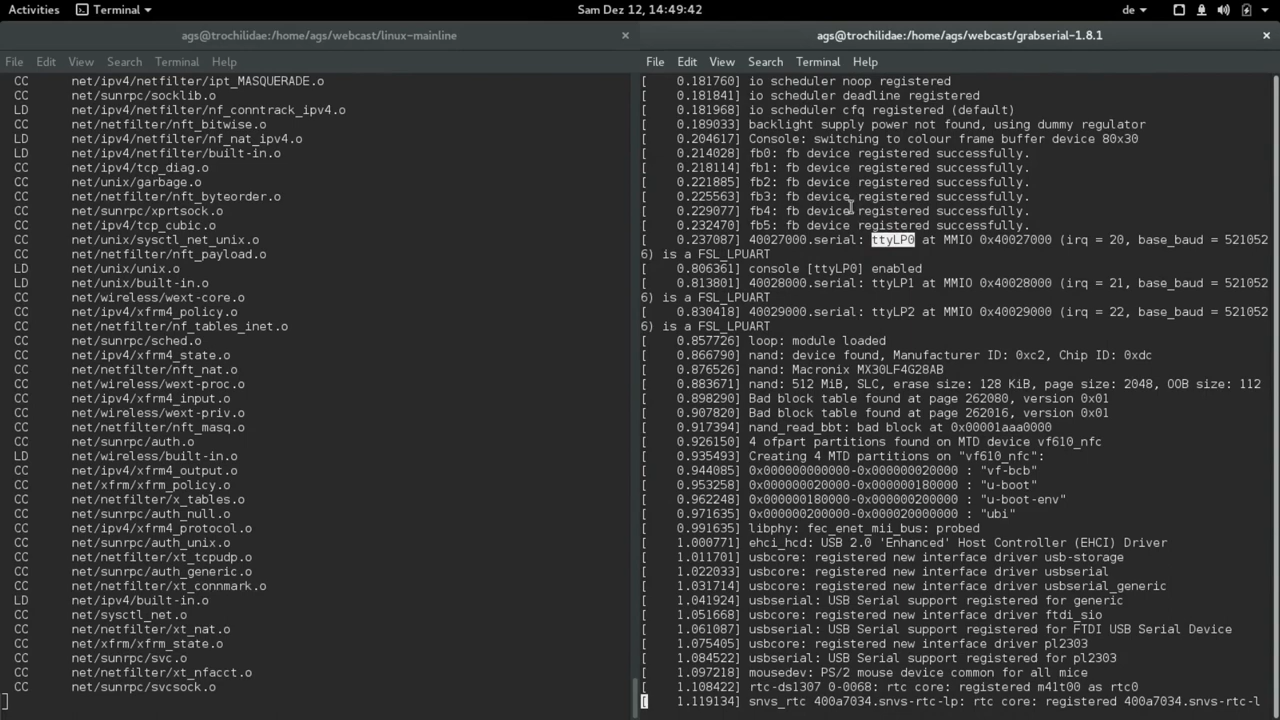 Activities Terminal Sam Dez 12, 14:49:42 de
ags@trochilidae:/home/ags/webcast/linux-mainline
File Edit View Search Terminal Help
CC net/ipv4/netfilter/ipt_MASQUERADE.o
CC net/sunrpc/socklib.o
LD net/ipv4/netfilter/nf_conntrack_ipv4.o
CC net/netfilter/nft_bitwise.o
LD net/ipv4/netfilter/nf_nat_ipv4.o
LD net/ipv4/netfilter/built-in.o
CC net/ipv4/tcp_diag.o
CC net/unix/garbage.o
CC net/netfilter/nft_byteorder.o
CC net/sunrpc/xprtsock.o
CC net/ipv4/tcp_cubic.o
CC net/unix/sysctl_net_unix.o
CC net/netfilter/nft_payload.o
LD net/unix/unix.o
LD net/unix/built-in.o
CC net/wireless/wext-core.o
CC net/ipv4/xfrm4_policy.o
CC net/netfilter/nf_tables_inet.o
CC net/sunrpc/sched.o
CC net/ipv4/xfrm4_state.o
CC net/netfilter/nft_nat.o
CC net/wireless/wext-proc.o
CC net/ipv4/xfrm4_input.o
CC net/wireless/wext-priv.o
CC net/netfilter/nft_masq.o
CC net/sunrpc/auth.o
LD net/wireless/built-in.o
CC net/ipv4/xfrm4_output.o
CC net/xfrm/xfrm_policy.o
CC net/netfilter/x_tables.o
CC net/sunrpc/auth_null.o
CC net/ipv4/xfrm4_protocol.o
CC net/sunrpc/auth_unix.o
CC net/netfilter/xt_tcpudp.o
CC net/sunrpc/auth_generic.o
CC net/netfilter/xt_connmark.o
LD net/ipv4/built-in.o
CC net/sysctl_net.o
CC net/netfilter/xt_nat.o
CC net/xfrm/xfrm_state.o
CC net/sunrpc/svc.o
CC net/netfilter/xt_nfacct.o
CC net/sunrpc/svcsock.o
ags@trochilidae:/home/ags/webcast/grabserial-1.8.1
File Edit View Search Terminal Help
[ 0.181760] io scheduler noop registered
[ 0.181841] io scheduler deadline registered
[ 0.181968] io scheduler cfq registered (default)
[ 0.189033] backlight supply power not found, using dummy regulator
[ 0.204617] Console: switching to colour frame buffer device 80x30
[ 0.214028] fb0: fb device registered successfully.
[ 0.218114] fb1: fb device registered successfully.
[ 0.221885] fb2: fb device registered successfully.
[ 0.225563] fb3: fb device registered successfully.
[ 0.229077] fb4: fb device registered successfully.
[ 0.232470] fb5: fb device registered successfully.
[ 0.237087] 40027000.serial: ttyLP0 at MMIO 0x40027000 (irq = 20, base_baud = 521052
6) is a FSL_LPUART
[ 0.806361] console [ttyLP0] enabled
[ 0.813801] 40028000.serial: ttyLP1 at MMIO 0x40028000 (irq = 21, base_baud = 521052
6) is a FSL_LPUART
[ 0.830418] 40029000.serial: ttyLP2 at MMIO 0x40029000 (irq = 22, base_baud = 521052
6) is a FSL_LPUART
[ 0.857726] loop: module loaded
[ 0.866790] nand: device found, Manufacturer ID: 0xc2, Chip ID: 0xdc
[ 0.876526] nand: Macronix MX30LF4G28AB
[ 0.883671] nand: 512 MiB, SLC, erase size: 128 KiB, page size: 2048, OOB size: 112
[ 0.898290] Bad block table found at page 262080, version 0x01
[ 0.907820] Bad block table found at page 262016, version 0x01
[ 0.917394] nand_read_bbt: bad block at 0x00001aaa0000
[ 0.926150] 4 ofpart partitions found on MTD device vf610_nfc
[ 0.935493] Creating 4 MTD partitions on "vf610_nfc":
[ 0.944085] 0x000000000000-0x000000020000 : "vf-bcb"
[ 0.953258] 0x000000020000-0x000000180000 : "u-boot"
[ 0.962248] 0x000000180000-0x000000200000 : "u-boot-env"
[ 0.971635] 0x000000200000-0x000020000000 : "ubi"
[ 0.991635] libphy: fec_enet_mii_bus: probed
[ 1.000771] ehci_hcd: USB 2.0 'Enhanced' Host Controller (EHCI) Driver
[ 1.011701] usbcore: registered new interface driver usb-storage
[ 1.022033] usbcore: registered new interface driver usbserial
[ 1.031714] usbcore: registered new interface driver usbserial_generic
[ 1.041924] usbserial: USB Serial support registered for generic
[ 1.051668] usbcore: registered new interface driver ftdi_sio
[ 1.061087] usbserial: USB Serial support registered for FTDI USB Serial Device
[ 1.075405] usbcore: registered new interface driver pl2303
[ 1.084522] usbserial: USB Serial support registered for pl2303
[ 1.097218] mousedev: PS/2 mouse device common for all mice
[ 1.108422] rtc-ds1307 0-0068: rtc core: registered m41t00 as rtc0
[ 1.119134] snvs_rtc 400a7034.snvs-rtc-lp: rtc core: registered 400a7034.snvs-rtc-l